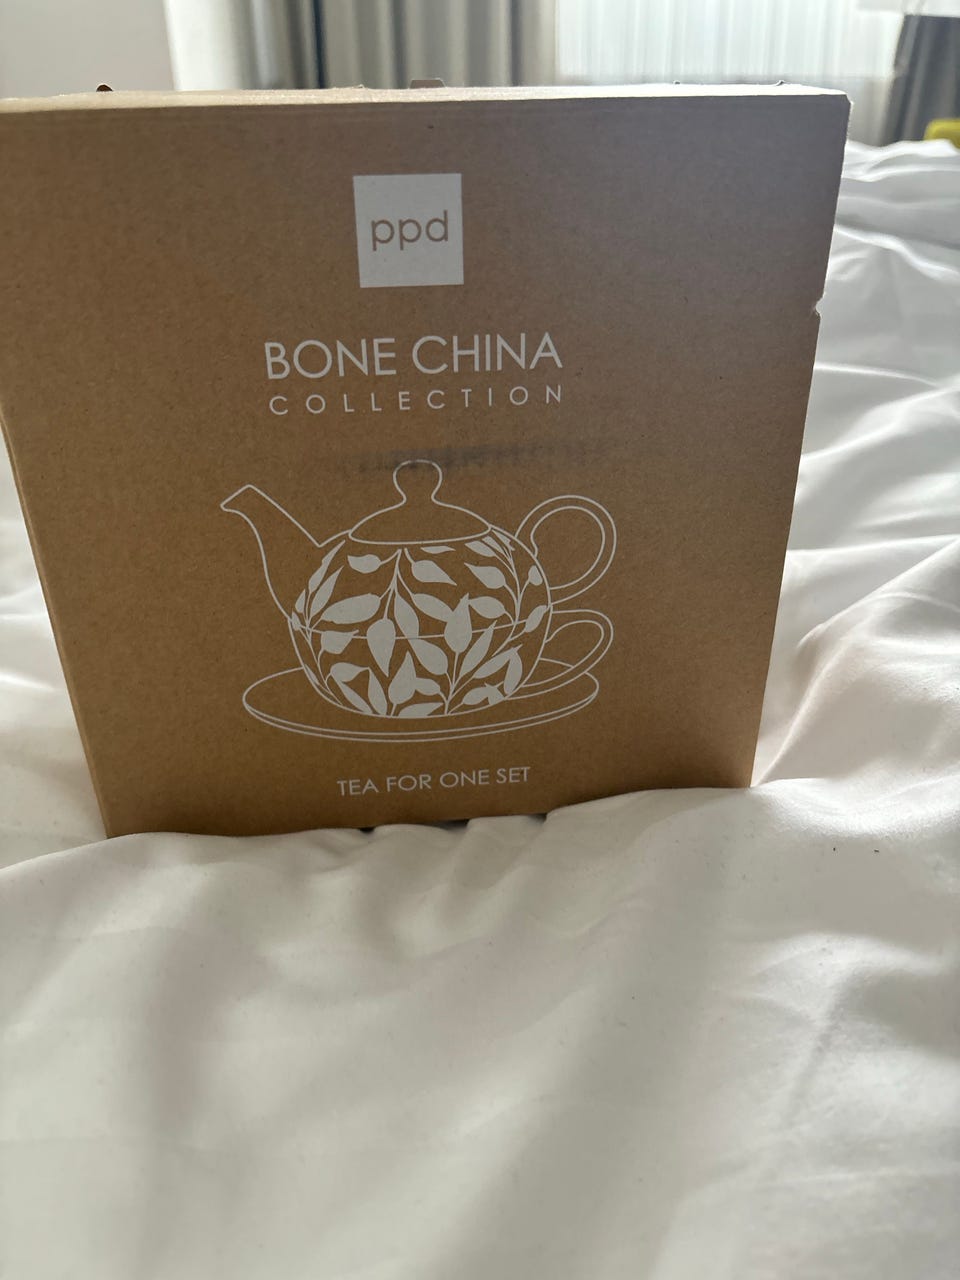 ppd
BONE CHINA
COLLECTION
TEA FOR ONE SET